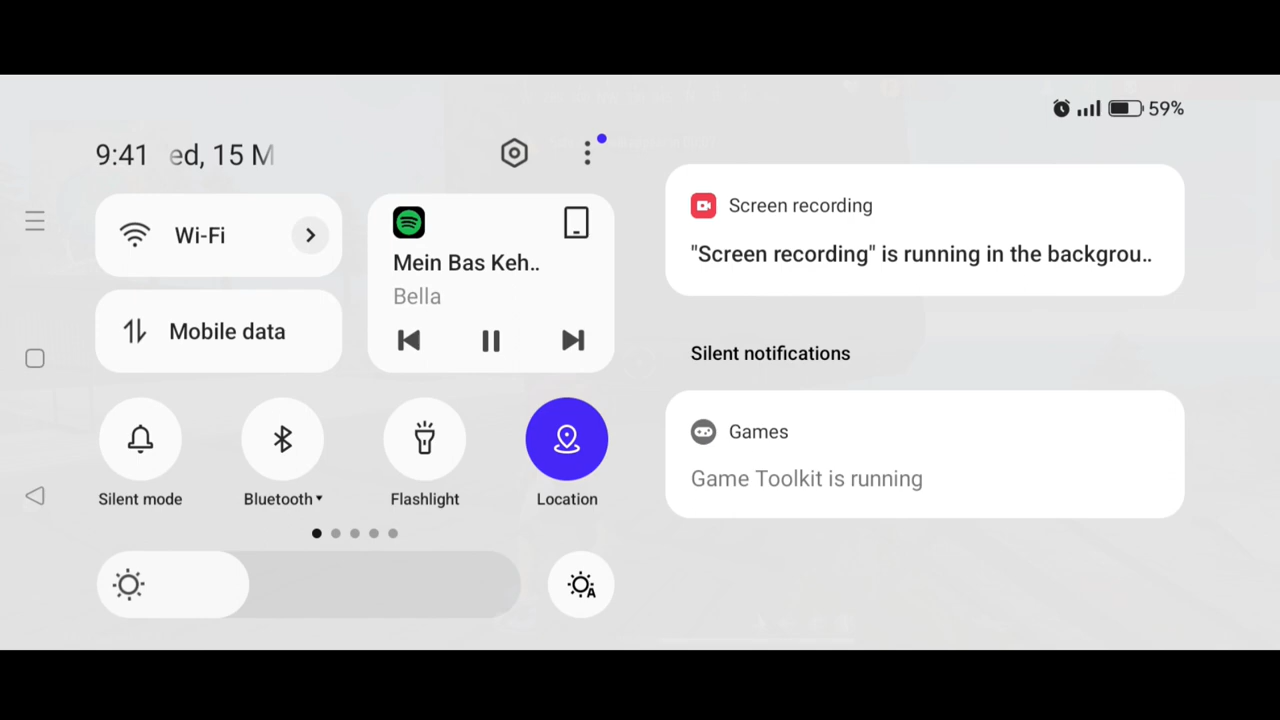 59%
9:41 ed, 15 M
Wi-Fi
Mein Bas Keh..
Bella
Mobile data
Silent mode
Bluetooth
Flashlight
Location
A
Screen recording
"Screen recording" is running in the backgrou..
Silent notifications
Games
Game Toolkit is running